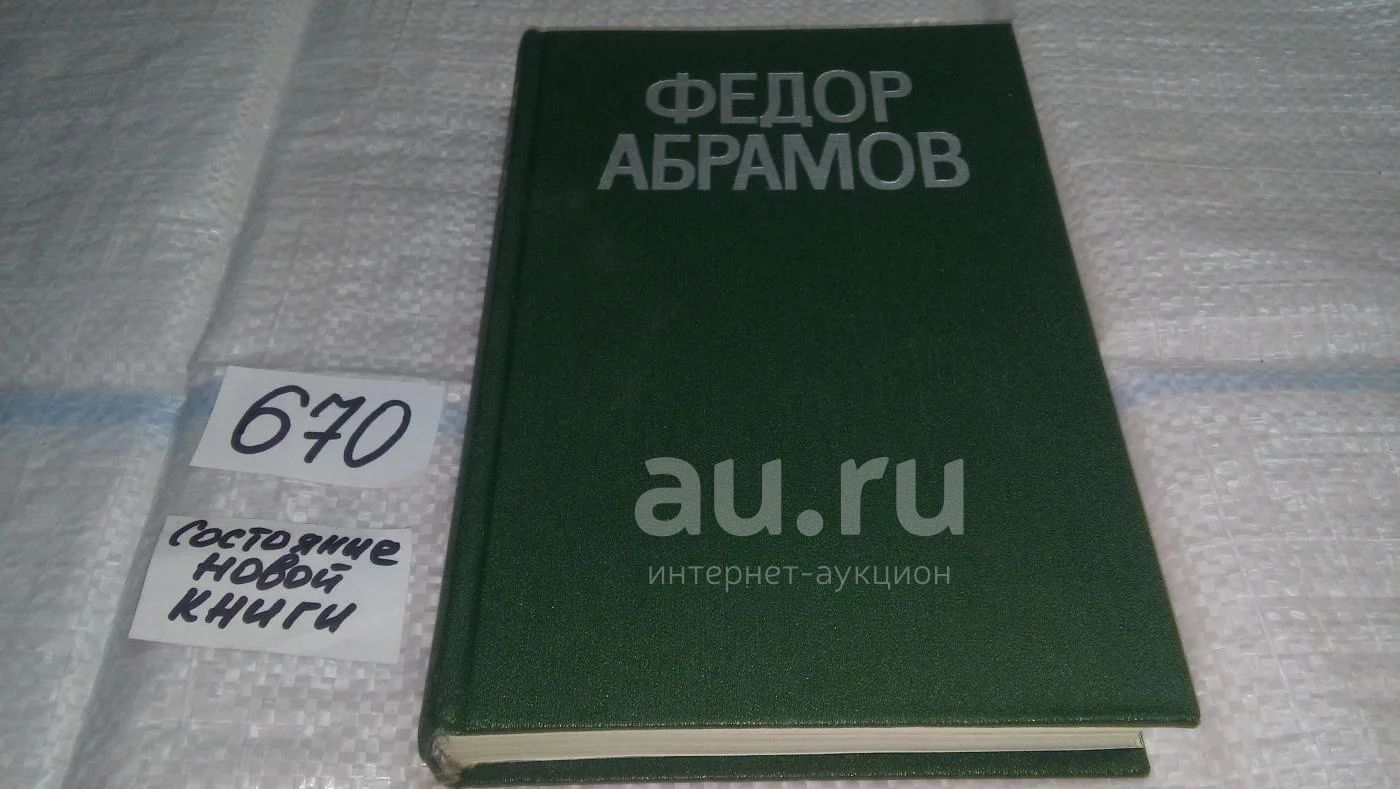 ФЕДОР
АБРАМОВ
670
состояние
новой
книги
au.ru
интернет-аукцион